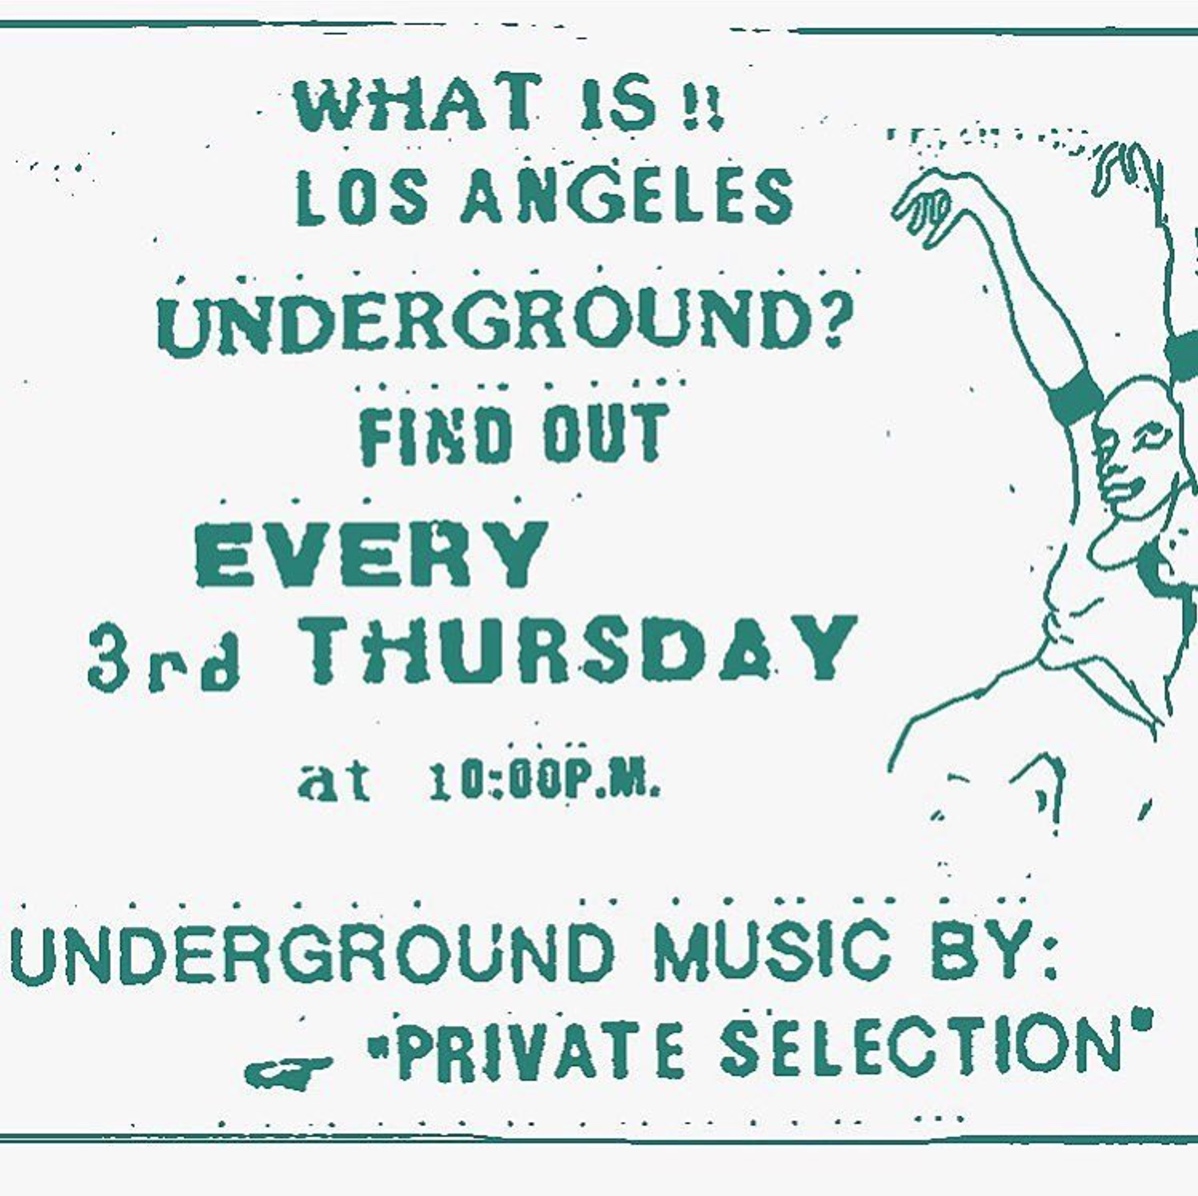 WHAT IS !!
LOS ANGELES
UNDERGROUND?
FIND OUT
EVERY
3rd THURSDAY
at 10:00P.M.
UNDERGROUND MUSIC BY:
☞ "PRIVATE SELECTION"